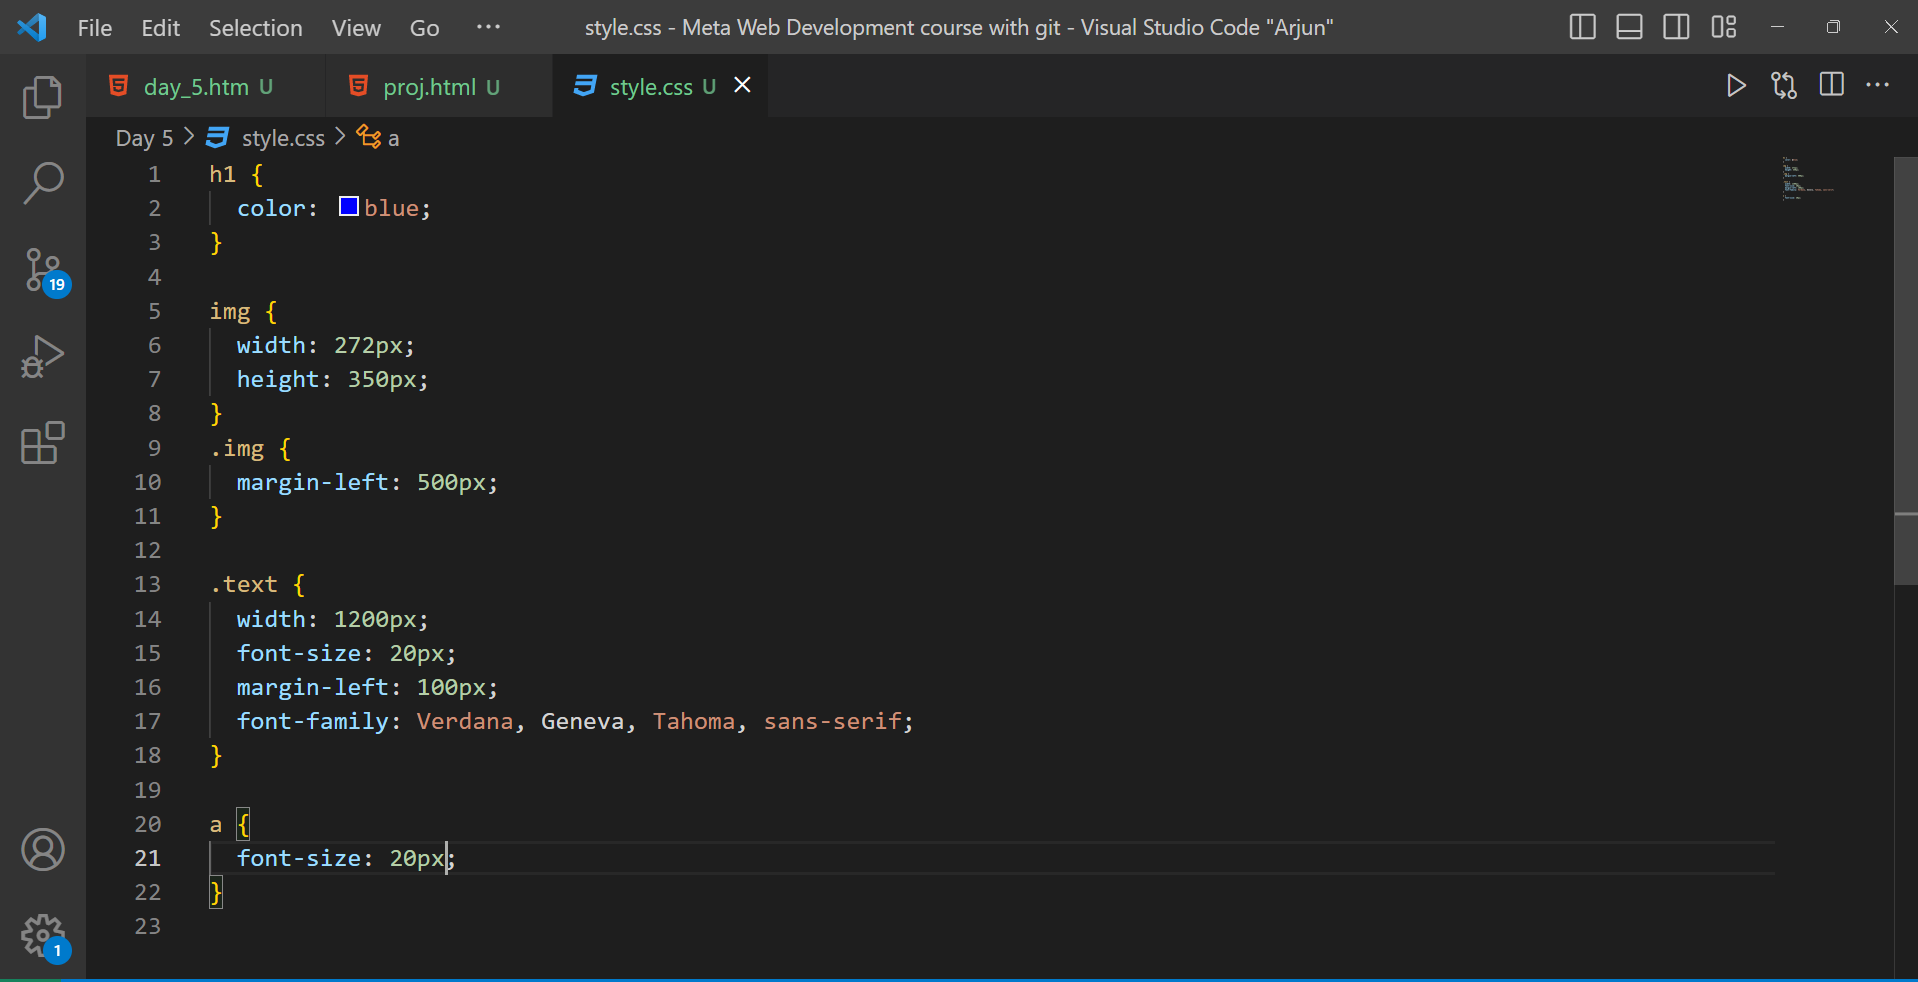 File Edit Selection View Go ··· style.css - Meta Web Development course with git - Visual Studio Code "Arjun"
day_5.htm U proj.html U style.css U
Day 5 > style.css > a
1 h1 {
2 color: blue;
3 }
4
5 img {
6 width: 272px;
7 height: 350px;
8 }
9 .img {
10 margin-left: 500px;
11 }
12
13 .text {
14 width: 1200px;
15 font-size: 20px;
16 margin-left: 100px;
17 font-family: Verdana, Geneva, Tahoma, sans-serif;
18 }
19
20 a {
21 font-size: 20px;
22 }
23
19
1